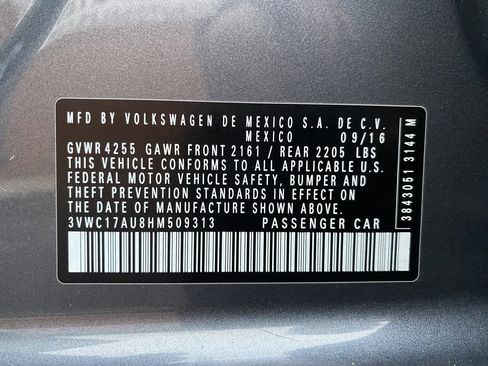 MFD BY VOLKSWAGEN DE MEXICO S.A. DE C.V.
MEXICO 09/16
GVWR 4255 GAWR FRONT 2161 / REAR 2205 LBS
THIS VEHICLE CONFORMS TO ALL APPLICABLE U.S.
FEDERAL MOTOR VEHICLE SAFETY, BUMPER AND
THEFT PREVENTION STANDARDS IN EFFECT ON THE
DATE OF MANUFACTURE SHOWN ABOVE.
3VWC17AU8HM509313 PASSENGER CAR
3843051 3144 M